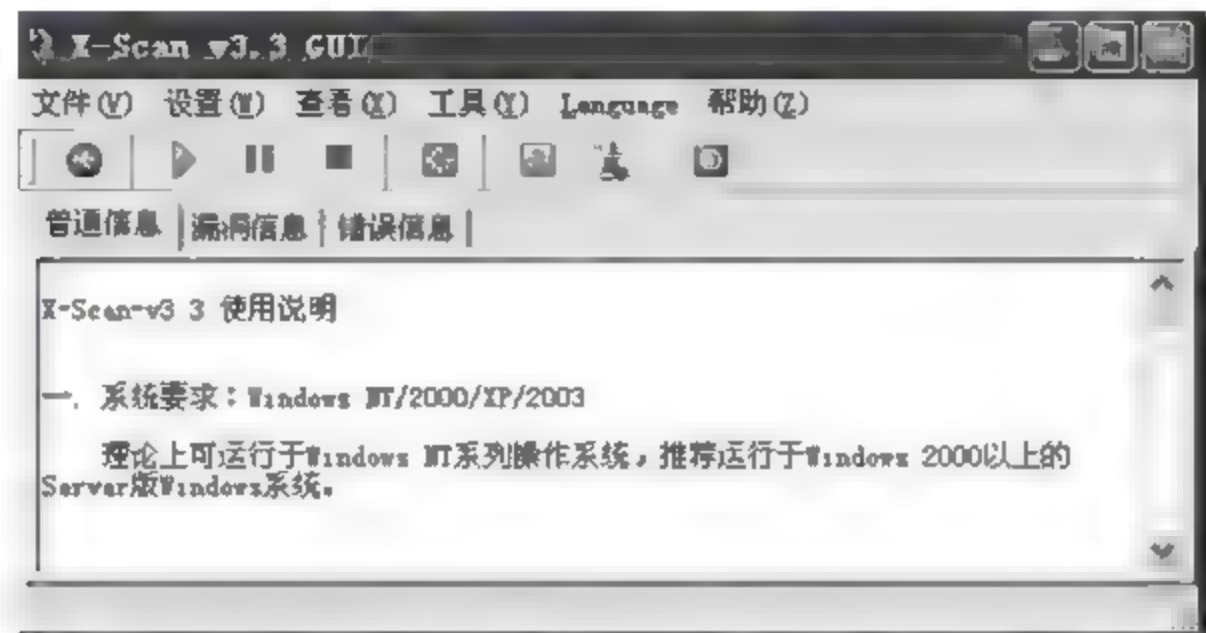 X-Scan v3.3 GUI
文件(V) 设置(W) 查看(X) 工具(Y) Language 帮助(Z)
普通信息 漏洞信息 错误信息
X-Scan-v3 3 使用说明
一. 系统要求：Windows NT/2000/XP/2003
理论上可运行于Windows NT系列操作系统，推荐运行于Windows 2000以上的
Server版Windows系统。